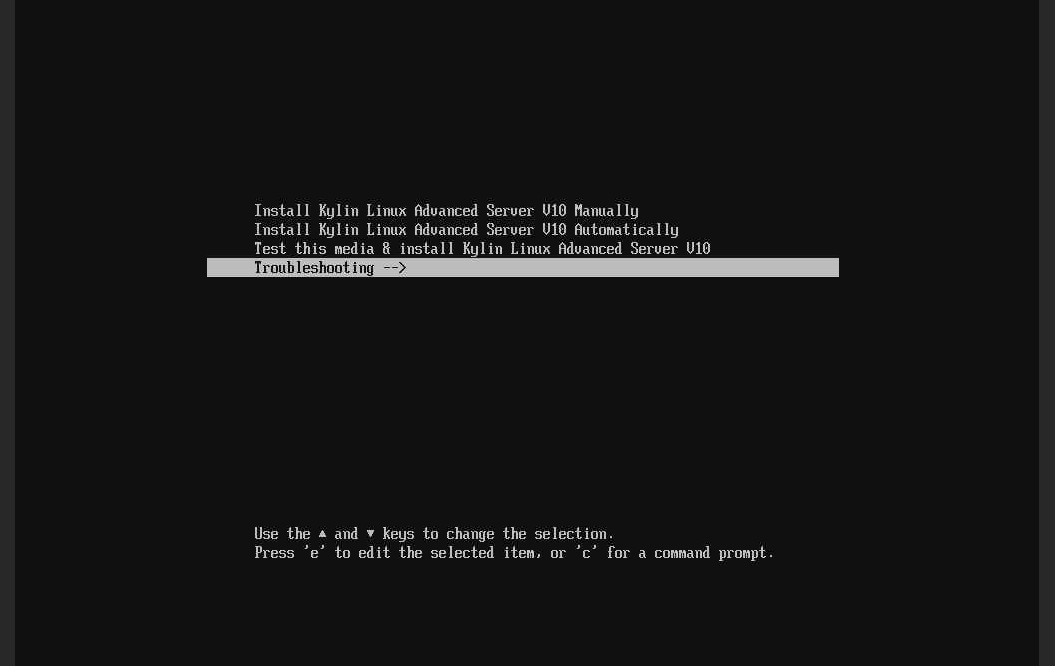 Install Kylin Linux Advanced Server V10 Manually
Install Kylin Linux Advanced Server V10 Automatically
Test this media & install Kylin Linux Advanced Server V10
Troubleshooting -->
Use the ▲ and ▼ keys to change the selection.
Press 'e' to edit the selected item, or 'c' for a command prompt.